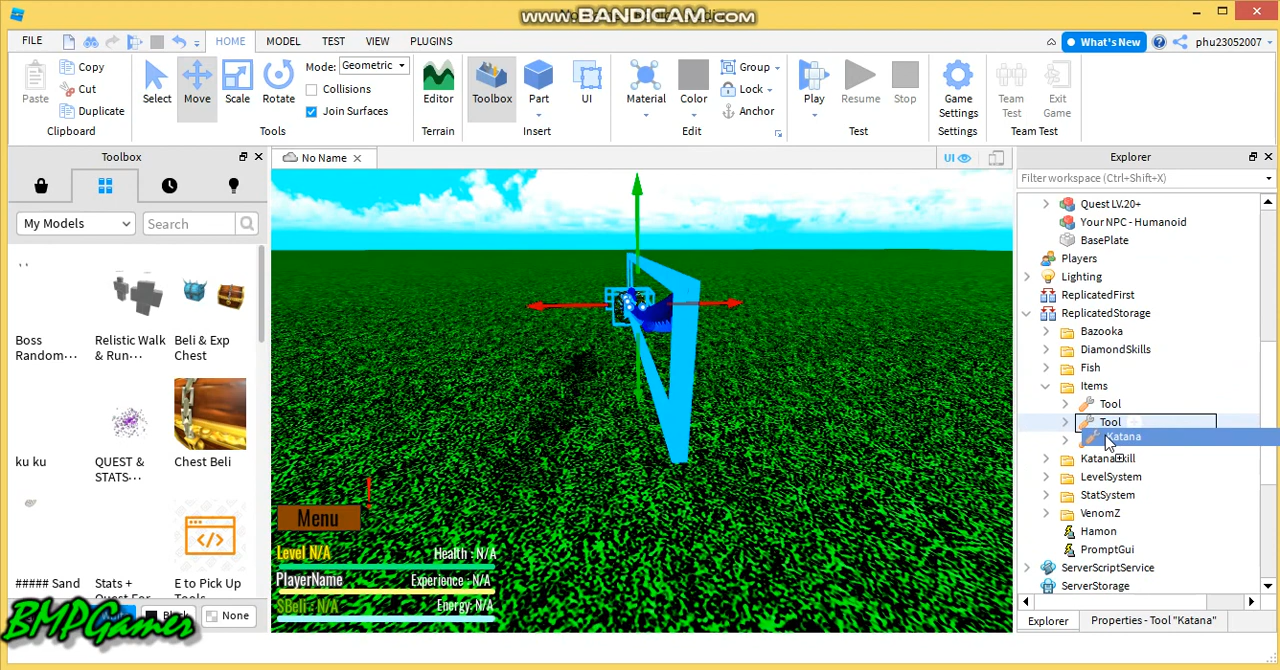 www.BANDICAM.com
FILE HOME MODEL TEST VIEW PLUGINS What's New phu23052007
Paste Copy Cut Duplicate Clipboard
Select Move Scale Rotate Mode: Geometric Collisions Join Surfaces Tools
Editor Terrain
Toolbox Part UI Insert
Material Color Group Lock Anchor Edit
Play Resume Stop Test
Game Settings Settings
Team Test Exit Game Team Test
Toolbox
My Models Search
Boss Random...
Relistic Walk & Run...
Beli & Exp Chest
ku ku
QUEST & STATS...
Chest Beli
##### Sand
Stats + Quest For
E to Pick Up Tools
None
BMPGamer
No Name
UI
Menu
Level N/A Health : N/A
PlayerName Experience : N/A
SBeli : N/A Energy: N/A
Explorer
Filter workspace (Ctrl+Shift+X)
Quest LV.20+
Your NPC - Humanoid
BasePlate
Players
Lighting
ReplicatedFirst
ReplicatedStorage
Bazooka
DiamondSkills
Fish
Items
Tool
Tool
Katana
LevelSystem
StatSystem
VenomZ
Hamon
PromptGui
ServerScriptService
ServerStorage
Explorer Properties - Tool "Katana"